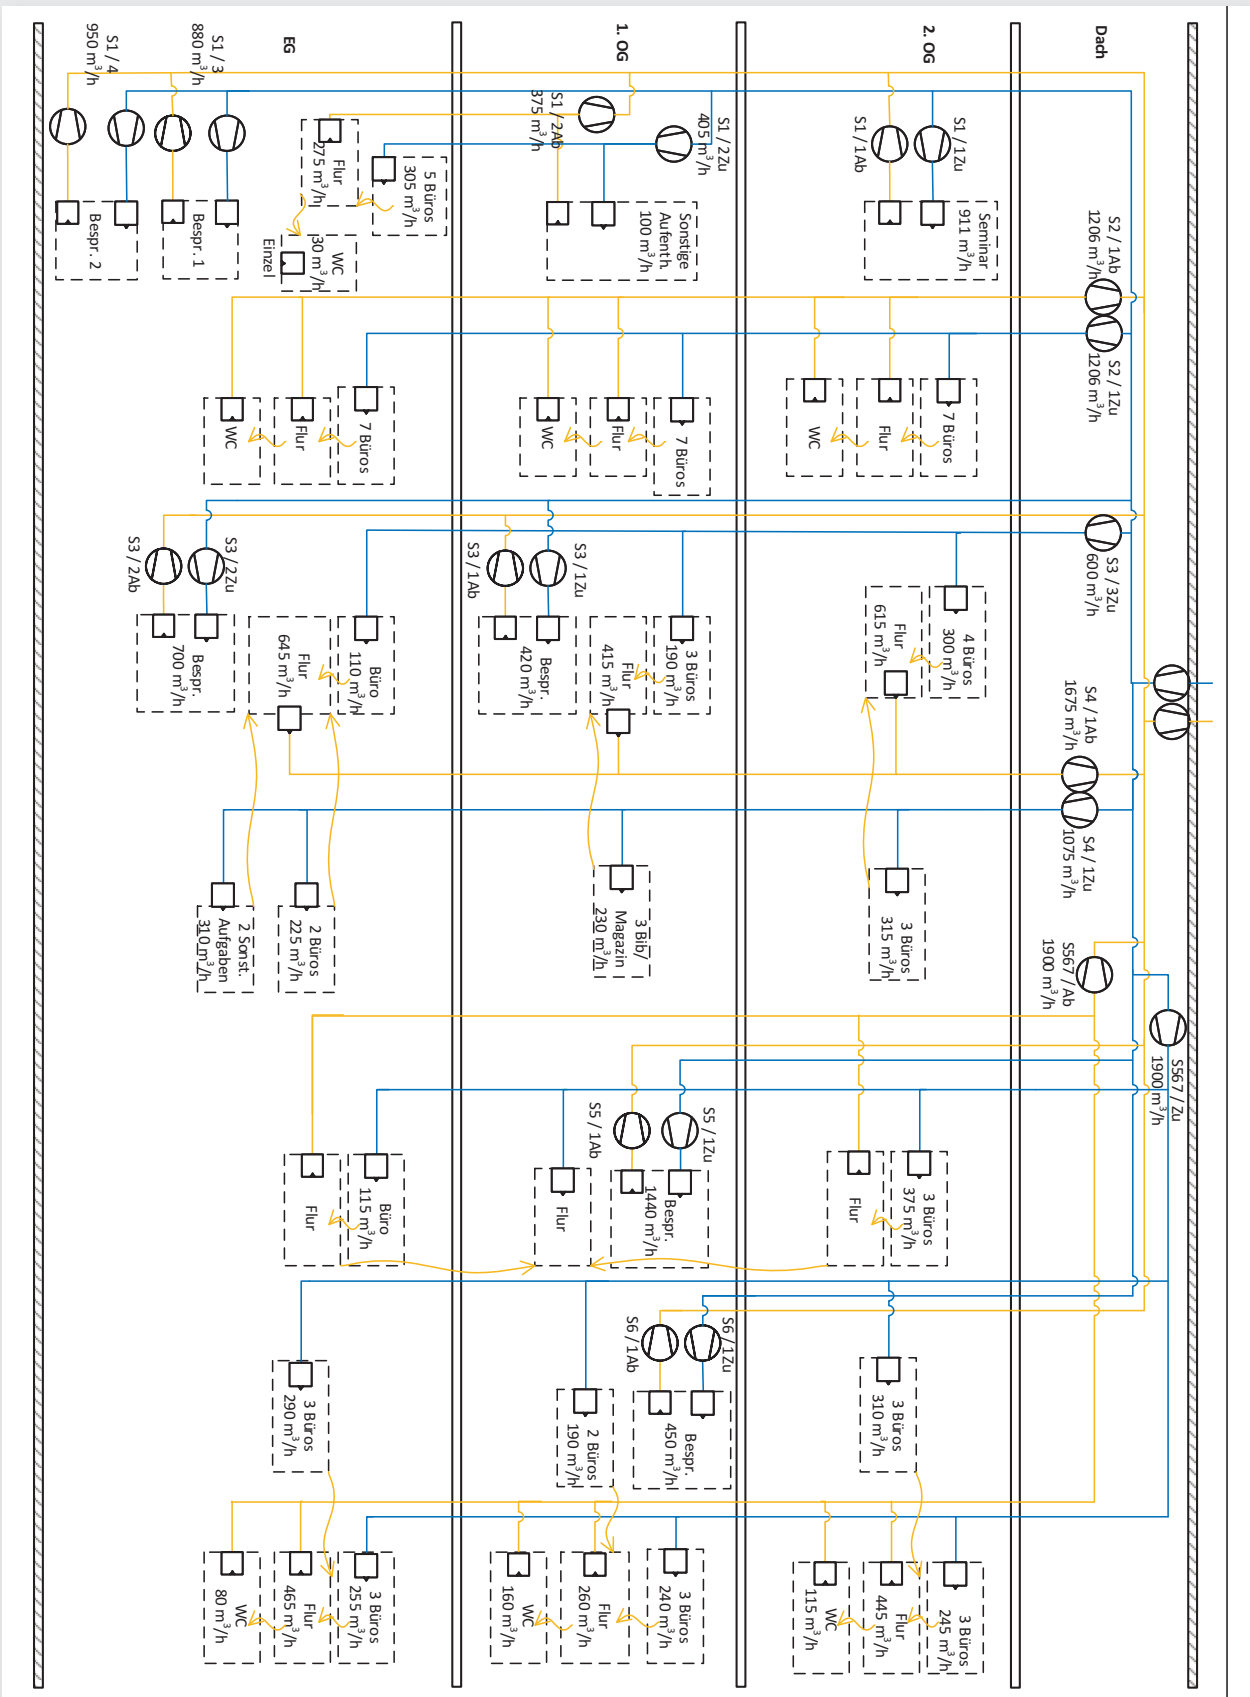 Dach
2. OG
1. OG
EG
S1 / 1Zu
S1 / 1Ab
Seminar
911 m³/h
S1 / 2Zu
405 m³/h
S1 / 2Ab
375 m³/h
Sonstige
Aufenth.
100 m³/h
5 Büros
305 m³/h
Flur
275 m³/h
WC
30 m³/h
Einzel
S1 / 3
880 m³/h
S1 / 4
950 m³/h
Bespr. 1
Bespr. 2
S2 / 1Ab
1206 m³/h
S2 / 1Zu
1206 m³/h
7 Büros
Flur
WC
7 Büros
Flur
WC
7 Büros
Flur
WC
S3 / 3Zu
600 m³/h
4 Büros
300 m³/h
Flur
615 m³/h
S3 / 1Zu
S3 / 1Ab
3 Büros
190 m³/h
Flur
415 m³/h
Bespr.
420 m³/h
S3 / 2Zu
S3 / 2Ab
Büro
110 m³/h
Flur
645 m³/h
Bespr.
700 m³/h
S4 / 1Ab
1675 m³/h
S4 / 1Zu
1075 m³/h
3 Büros
315 m³/h
3 Bib/
Magazin
230 m³/h
2 Büros
225 m³/h
2 Sonst.
Aufgaben
310 m³/h
S567 / Ab
1900 m³/h
S567 / Zu
1900 m³/h
3 Büros
375 m³/h
Flur
S5 / 1Zu
S5 / 1Ab
Bespr.
1440 m³/h
Flur
Büro
115 m³/h
Flur
S6 / 1Zu
S6 / 1Ab
3 Büros
310 m³/h
Bespr.
450 m³/h
2 Büros
190 m³/h
3 Büros
290 m³/h
3 Büros
245 m³/h
Flur
445 m³/h
WC
115 m³/h
3 Büros
240 m³/h
Flur
260 m³/h
WC
160 m³/h
3 Büros
255 m³/h
Flur
465 m³/h
WC
80 m³/h